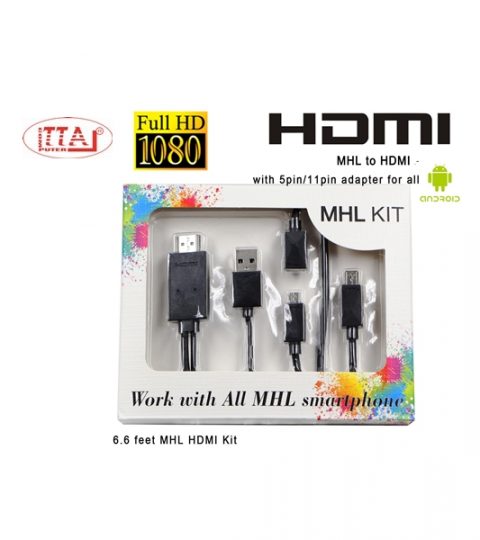 ITTA
PUTER
®
Full HD
1080
HDMI
MHL to HDMI -
with 5pin/11pin adapter for all
ANDROID
MHL KIT
Work with All MHL smartphone
6.6 feet MHL HDMI Kit